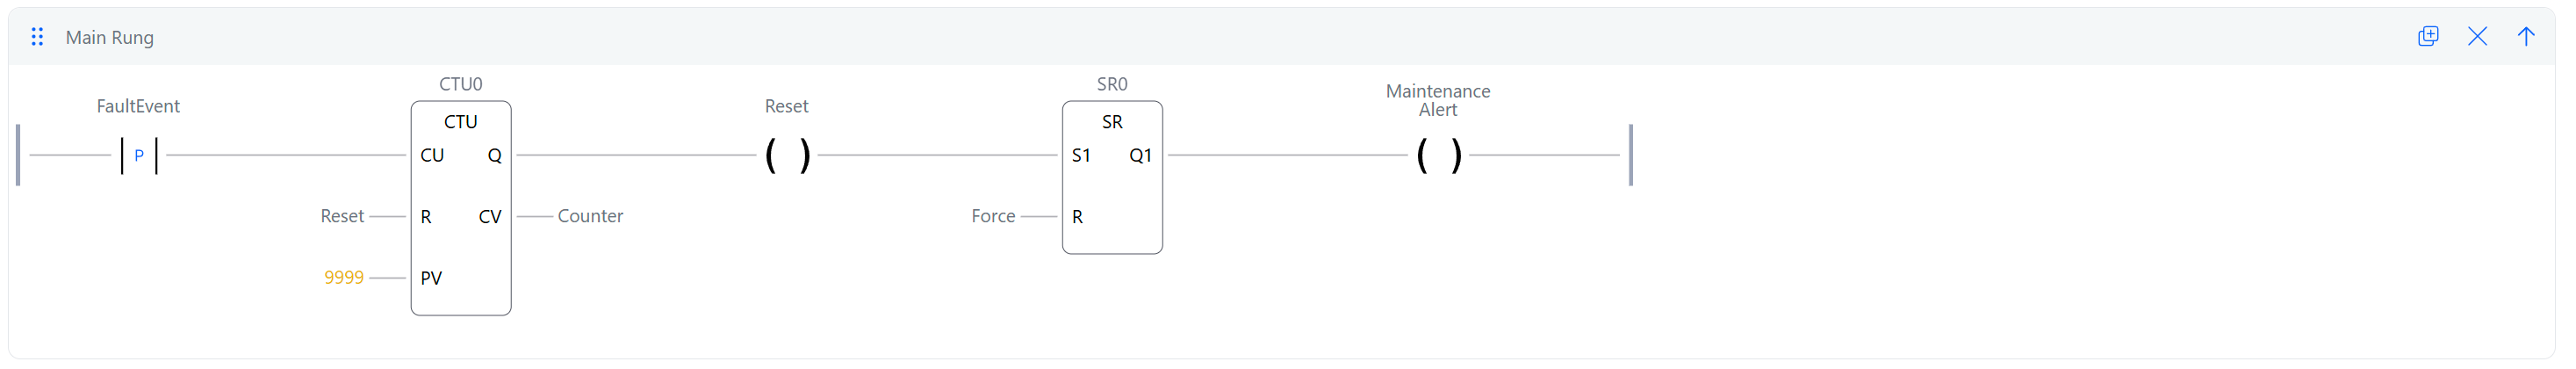 Main Rung
CTU0
SR0
Maintenance
Alert
FaultEvent
Reset
CTU
SR
P
CU Q
S1 Q1
Reset
R CV
Counter
Force
R
9999
PV